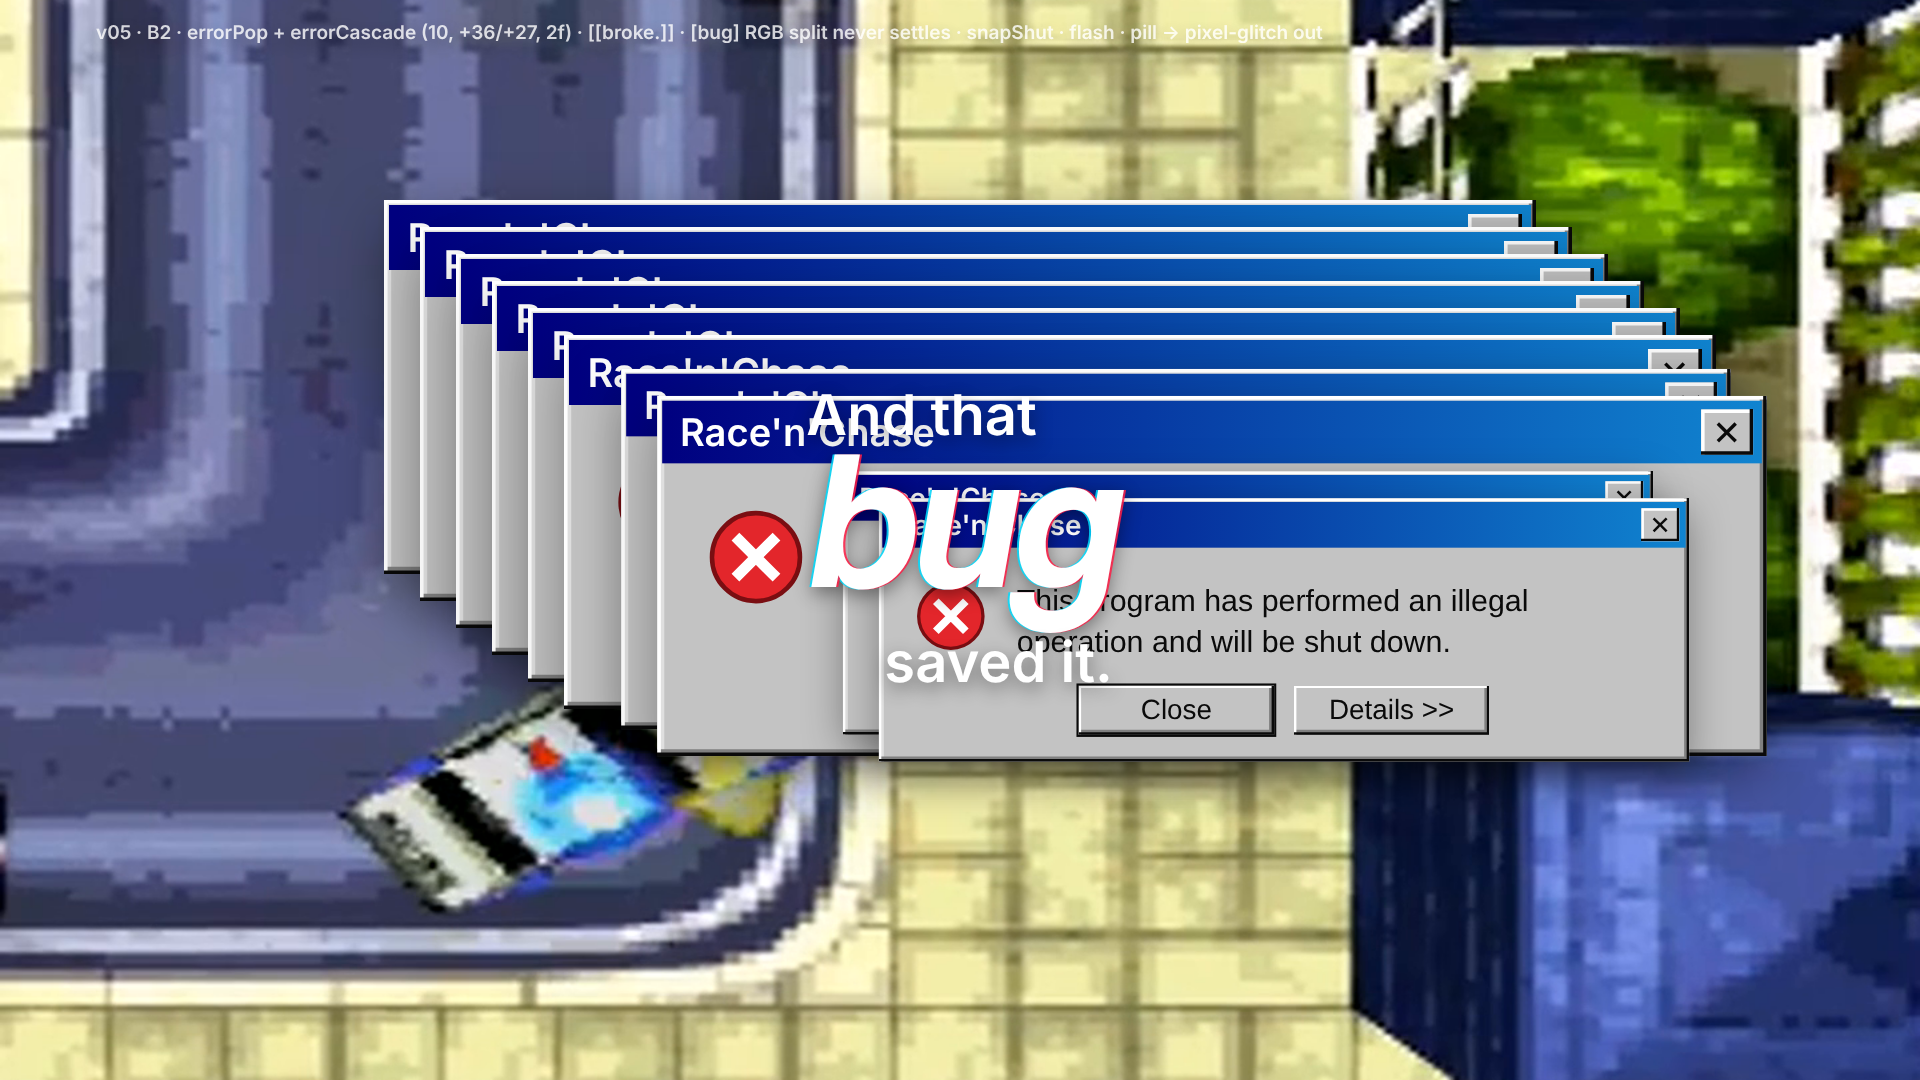 v05 · B2 · errorPop + errorCascade (10, +36/+27, 2f) · [[broke.]] · [bug] RGB split never settles · snapShut · flash · pill → pixel-glitch out
Race'n'Chase
Race'n'Chase
And that
bug
saved it.
This program has performed an illegal
operation and will be shut down.
Close
Details >>